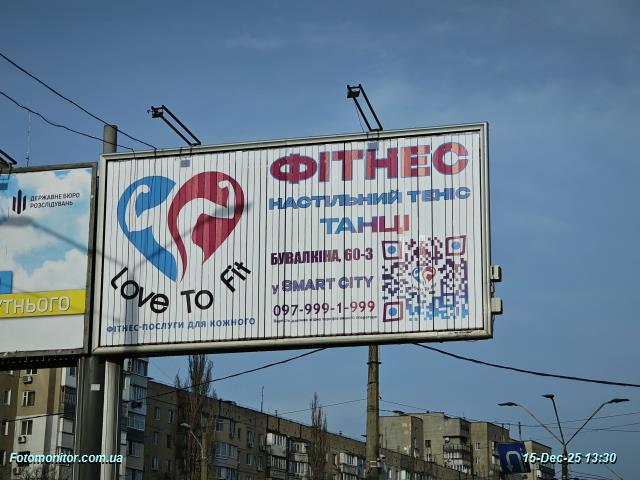 ДЕРЖАВНЕ БЮРО
РОЗСЛІДУВАНЬ
УТНЬОГО
Love To Fit
ФІТНЕС-ПОСЛУГИ ДЛЯ КОЖНОГО
ФІТНЕС
НАСТІЛЬНИЙ ТЕНІС
ТАНЦІ
БУВАЛКІНА, 60-З
у SMART CITY
097-999-1-999
Fotomonitor.com.ua
15-Dec-25 13:30